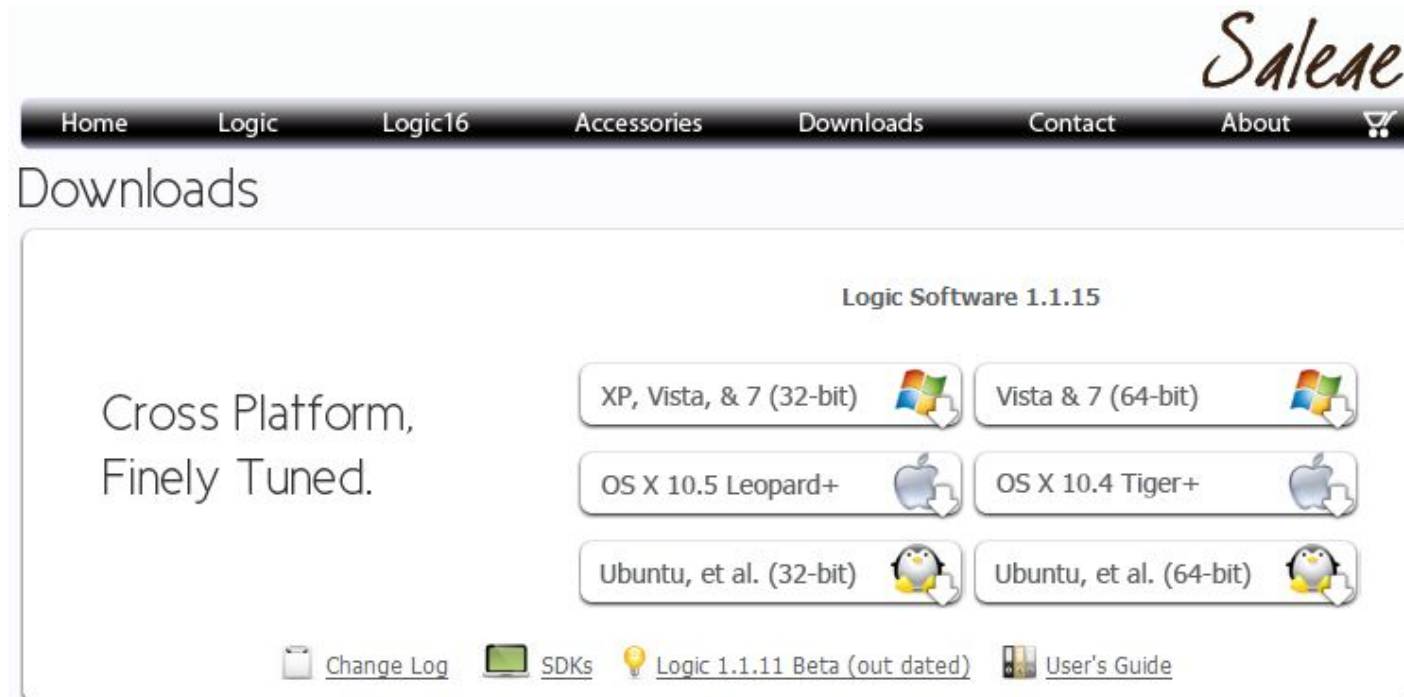 Saleae
Home Logic Logic16 Accessories Downloads Contact About
Downloads
Logic Software 1.1.15
Cross Platform,
Finely Tuned.
XP, Vista, & 7 (32-bit) Vista & 7 (64-bit)
OS X 10.5 Leopard+ OS X 10.4 Tiger+
Ubuntu, et al. (32-bit) Ubuntu, et al. (64-bit)
Change Log SDKs Logic 1.1.11 Beta (out dated) User's Guide